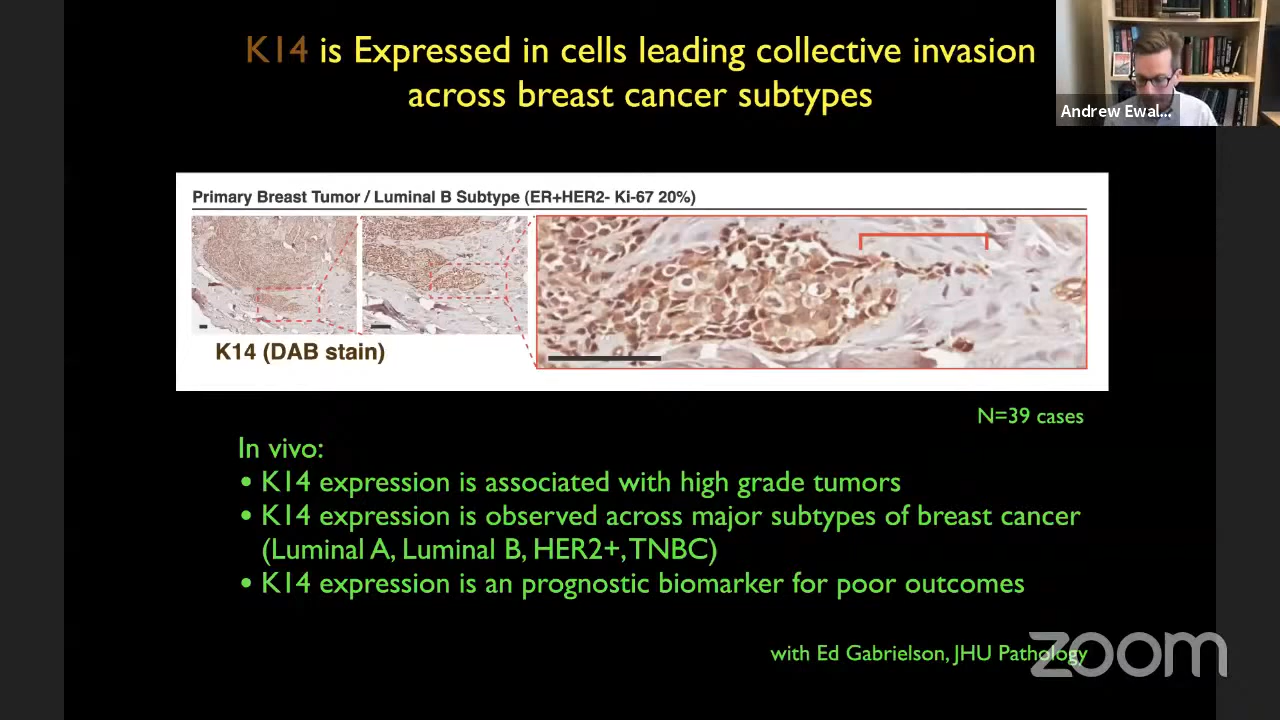 K14 is Expressed in cells leading collective invasion
across breast cancer subtypes
Andrew Ewal...
Primary Breast Tumor / Luminal B Subtype (ER+HER2- Ki-67 20%)
K14 (DAB stain)
N=39 cases
In vivo:
• K14 expression is associated with high grade tumors
• K14 expression is observed across major subtypes of breast cancer
(Luminal A, Luminal B, HER2+, TNBC)
• K14 expression is an prognostic biomarker for poor outcomes
with Ed Gabrielson, JHU Pathology
zoom